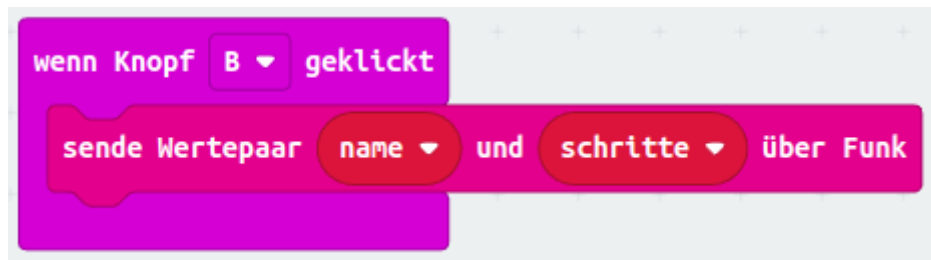 wenn Knopf B geklickt
sende Wertepaar name und schritte über Funk